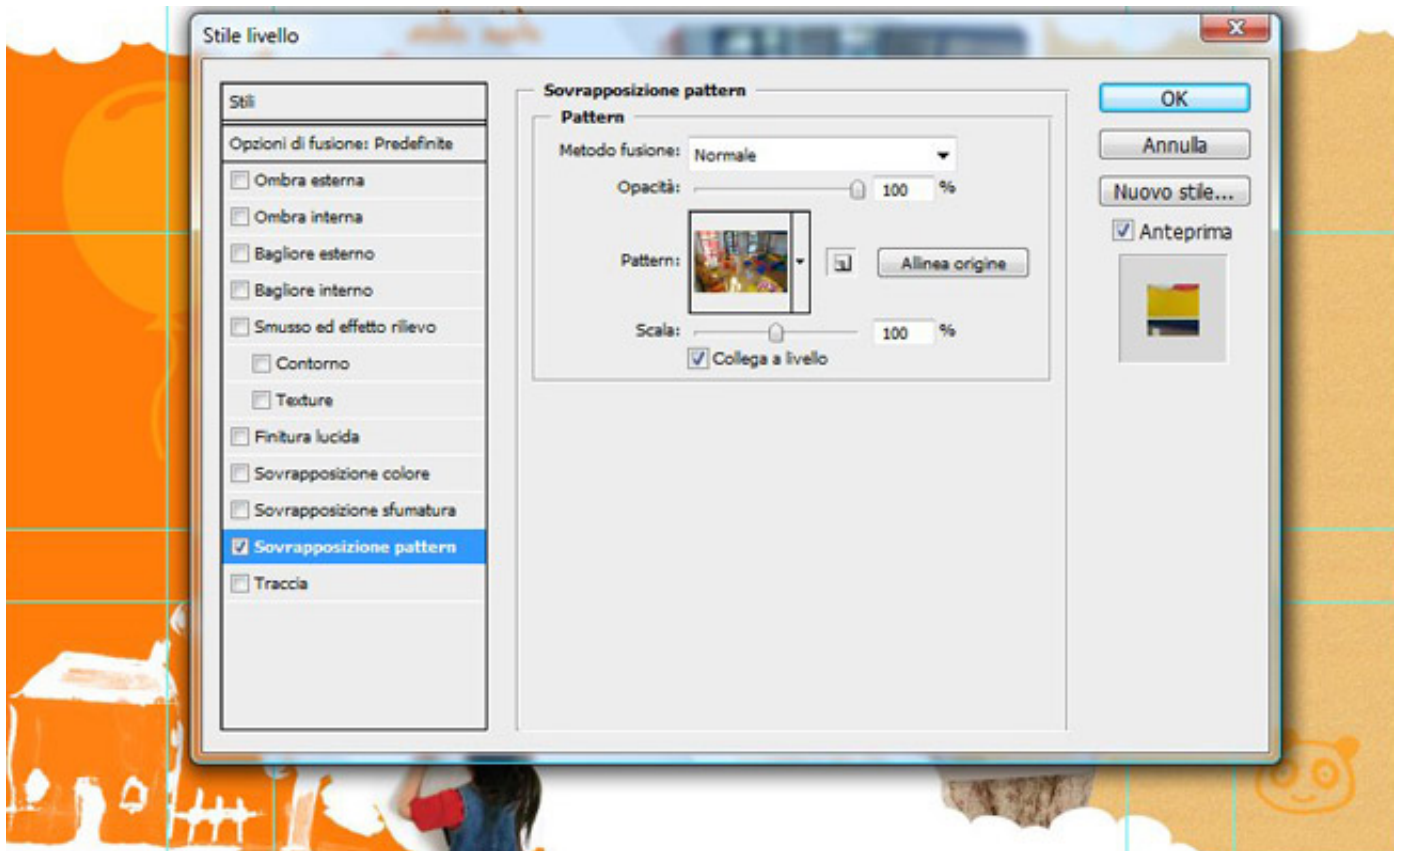 Stile livello
Stili
Opzioni di fusione: Predefinite
Ombra esterna
Ombra interna
Bagliore esterno
Bagliore interno
Smusso ed effetto rilievo
Contorno
Texture
Finitura lucida
Sovrapposizione colore
Sovrapposizione sfumatura
Sovrapposizione pattern
Traccia
Sovrapposizione pattern
Pattern
Metodo fusione: Normale
Opacità: 100 %
Pattern: Allinea origine
Scala: 100 %
Collega a livello
OK
Annulla
Nuovo stile...
Anteprima